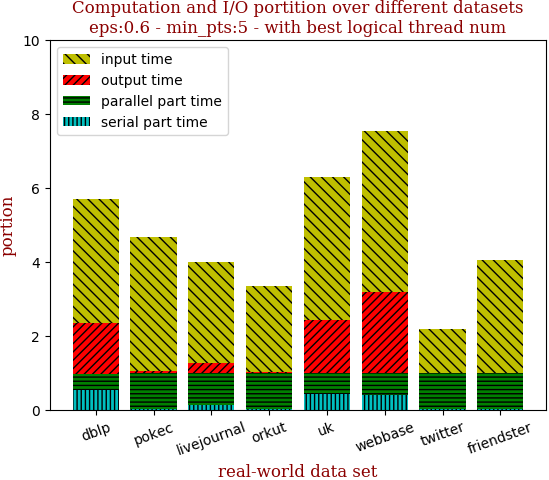 Computation and I/O portition over different datasets
eps:0.6 - min_pts:5 - with best logical thread num
10
8
6
4
2
0
portion
input time
output time
parallel part time
serial part time
dblp
pokec
livejournal
orkut
uk
webbase
twitter
friendster
real-world data set